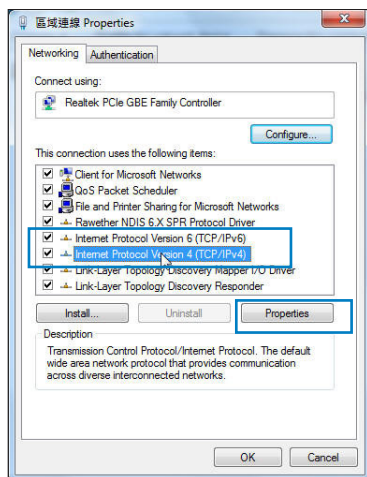 區域連線 Properties
Networking
Authentication
Connect using:
Realtek PCIe GBE Family Controller
Configure...
This connection uses the following items:
Client for Microsoft Networks
QoS Packet Scheduler
File and Printer Sharing for Microsoft Networks
Rawether NDIS 6.X SPR Protocol Driver
Internet Protocol Version 6 (TCP/IPv6)
Internet Protocol Version 4 (TCP/IPv4)
Link-Layer Topology Discovery Mapper I/O Driver
Link-Layer Topology Discovery Responder
Install...
Uninstall
Properties
Description
Transmission Control Protocol/Internet Protocol. The default
wide area network protocol that provides communication
across diverse interconnected networks.
OK
Cancel